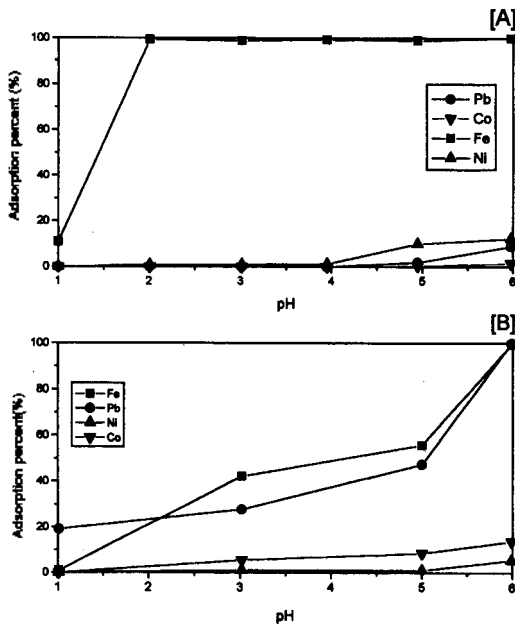 [A]
Adsorption percent (%)
100
80
60
40
20
0
Pb
Co
Fe
Ni
1 2 3 4 5 6
pH
[B]
Adsorption percent(%)
100
80
60
40
20
0
Fe
Pb
Ni
Co
1 2 3 4 5 6
pH